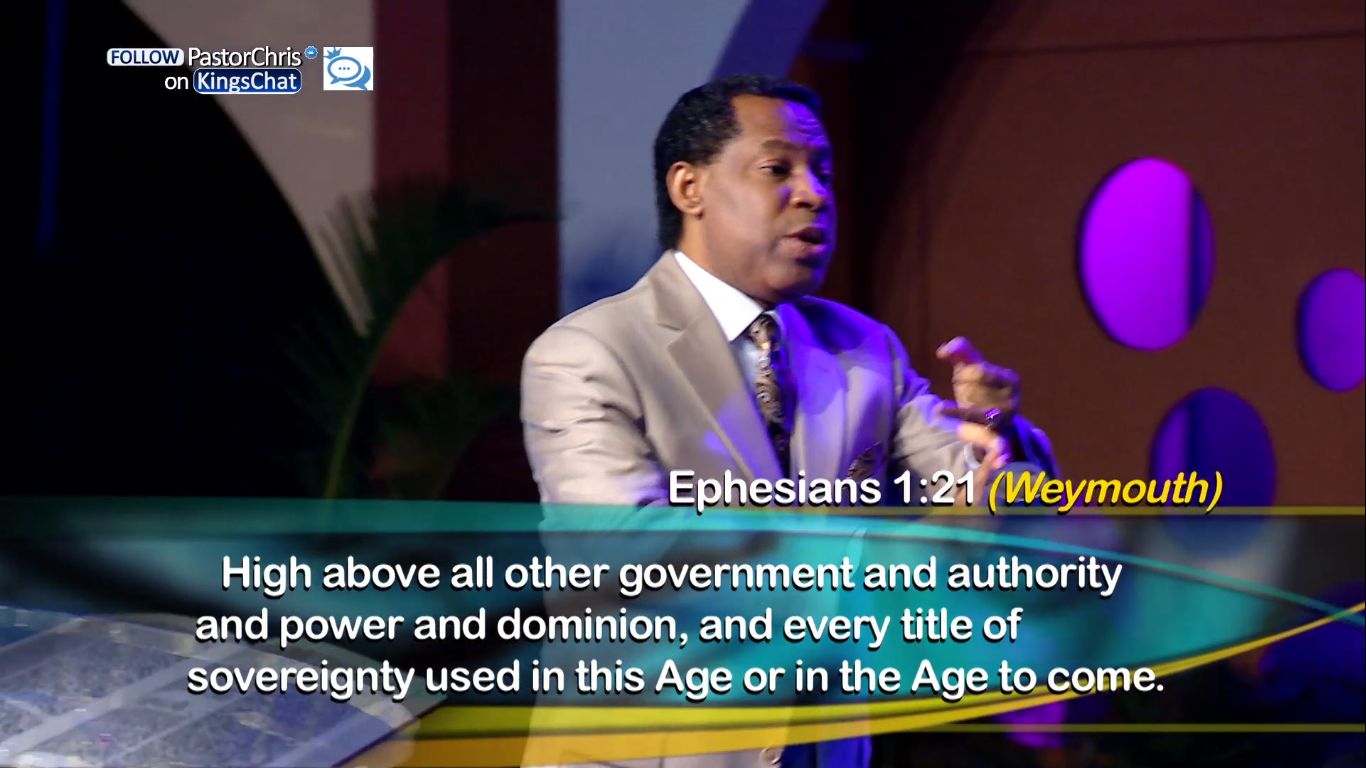 FOLLOW PastorChris
on KingsChat
Ephesians 1:21 (Weymouth)
High above all other government and authority
and power and dominion, and every title of
sovereignty used in this Age or in the Age to come.